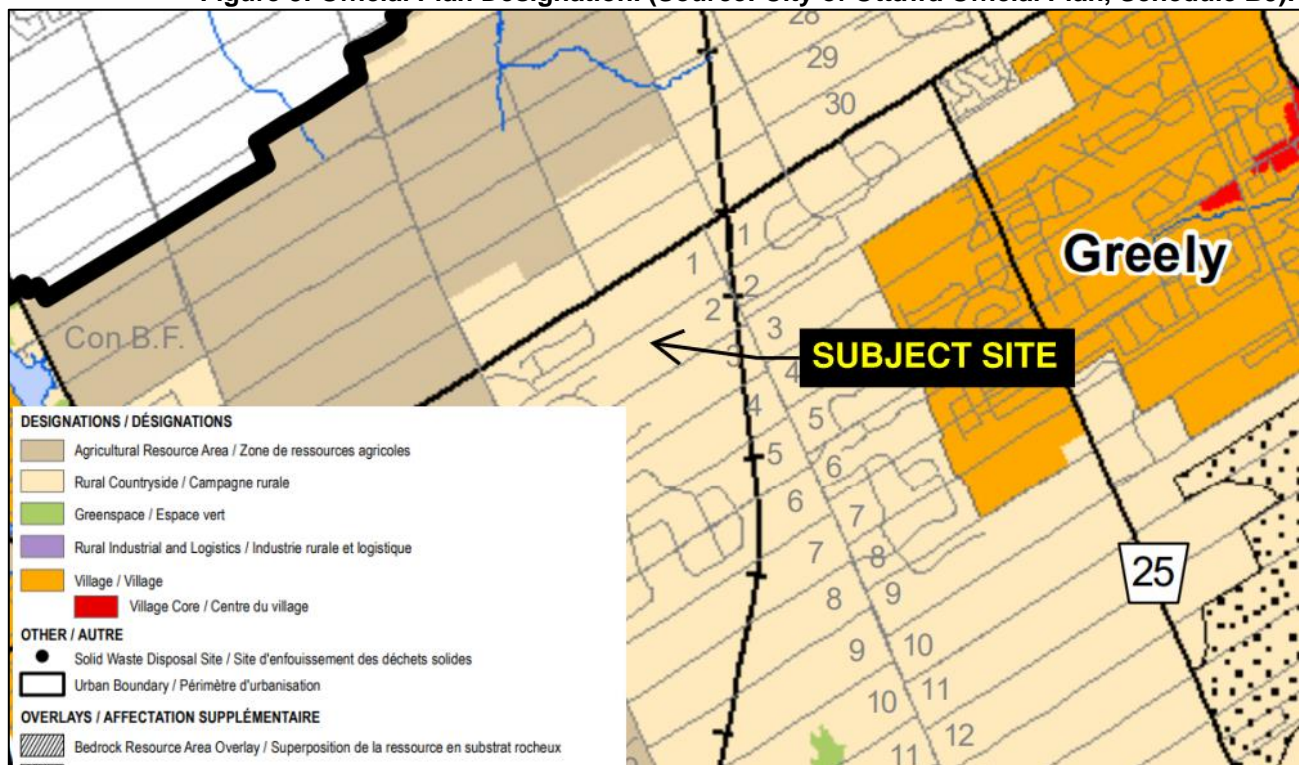 Figure 3. Official Plan Designation. (Source: City of Ottawa Official Plan, Schedule B9).
28
29
30
1
1
2
2
3
3
4
4
5
5
6
6
7
7
8
8
9
9
10
10
11
11
12
Con B.F.
Greely
SUBJECT SITE
25
DESIGNATIONS / DÉSIGNATIONS
Agricultural Resource Area / Zone de ressources agricoles
Rural Countryside / Campagne rurale
Greenspace / Espace vert
Rural Industrial and Logistics / Industrie rurale et logistique
Village / Village
Village Core / Centre du village
OTHER / AUTRE
Solid Waste Disposal Site / Site d'enfouissement des déchets solides
Urban Boundary / Périmètre d'urbanisation
OVERLAYS / AFFECTATION SUPPLÉMENTAIRE
Bedrock Resource Area Overlay / Superposition de la ressource en substrat rocheux